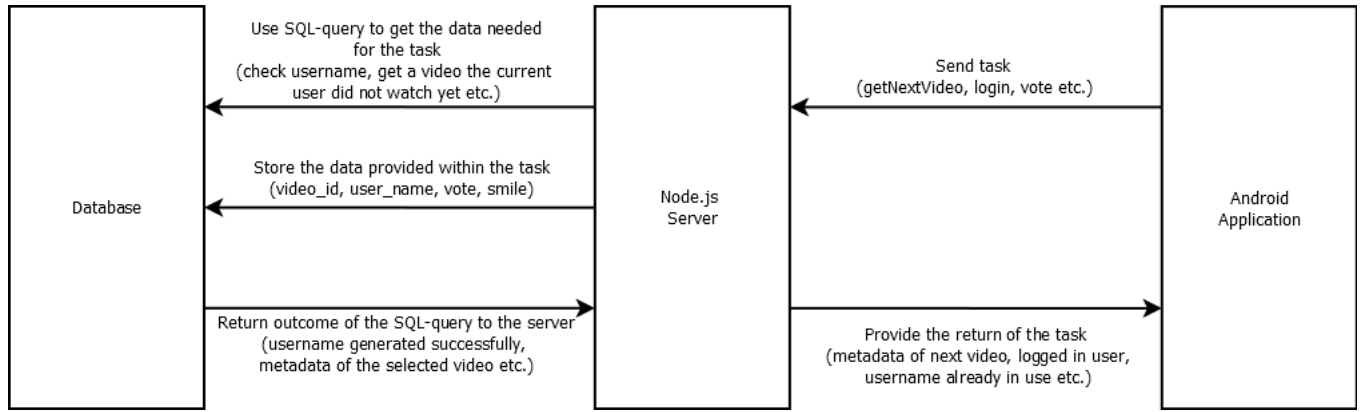 Use SQL-query to get the data needed
for the task
(check username, get a video the current
user did not watch yet etc.)
Send task
(getNextVideo, login, vote etc.)
Store the data provided within the task
(video_id, user_name, vote, smile)
Database
Node.js
Server
Android
Application
Return outcome of the SQL-query to the server
(username generated successfully,
metadata of the selected video etc.)
Provide the return of the task
(metadata of next video, logged in user,
username already in use etc.)